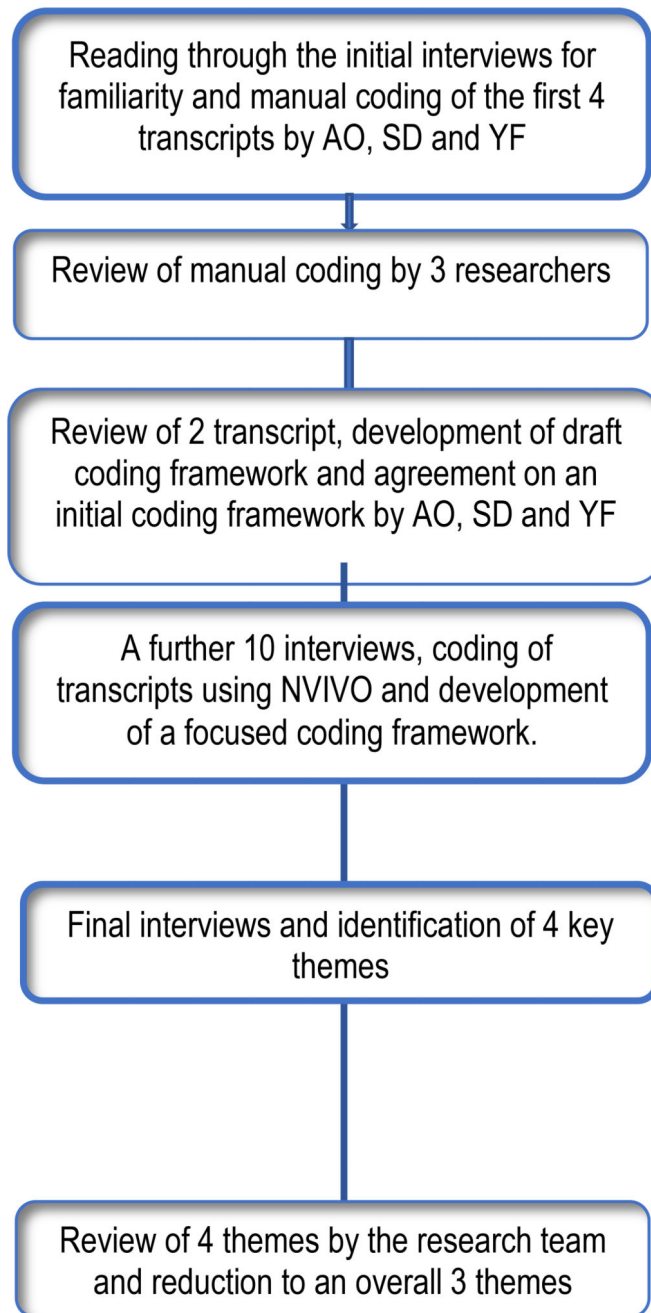 Reading through the initial interviews for
familiarity and manual coding of the first 4
transcripts by AO, SD and YF
Review of manual coding by 3 researchers
Review of 2 transcript, development of draft
coding framework and agreement on an
initial coding framework by AO, SD and YF
A further 10 interviews, coding of
transcripts using NVIVO and development
of a focused coding framework.
Final interviews and identification of 4 key
themes
Review of 4 themes by the research team
and reduction to an overall 3 themes